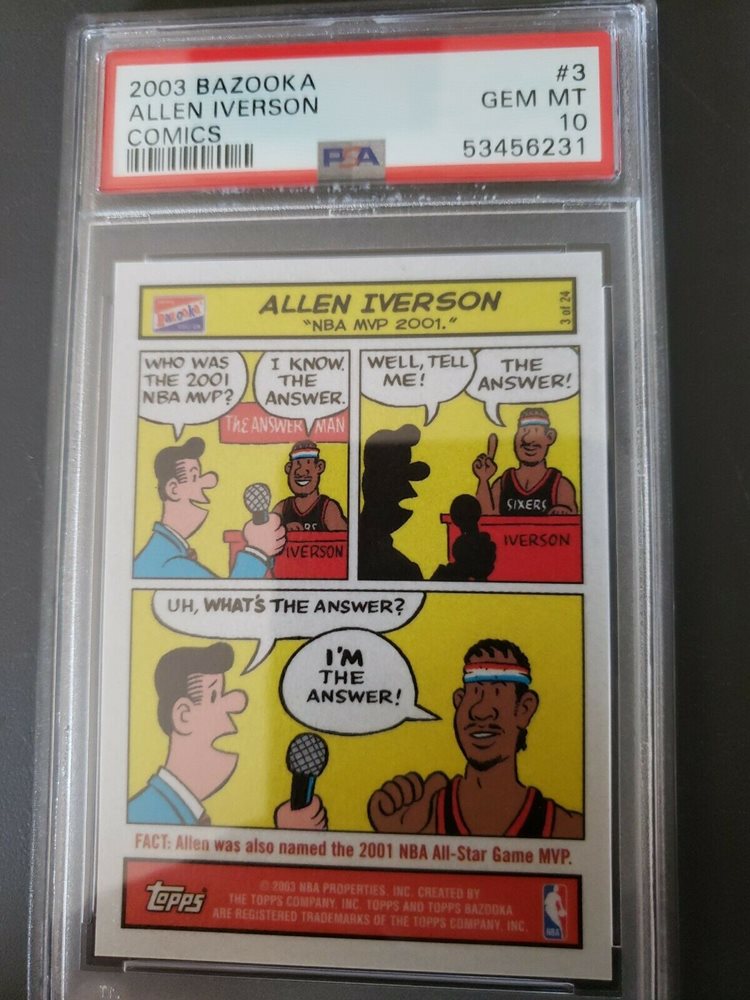 2003 BAZOOKA
ALLEN IVERSON
COMICS
#3
GEM MT
10
53456231
PSA
Bazooka
ALLEN IVERSON
"NBA MVP 2001."
3 of 24
WHO WAS
THE 2001
NBA MVP?
I KNOW.
THE
ANSWER.
THE ANSWER MAN
IVERSON
WELL, TELL
ME!
THE
ANSWER!
SIXERS
IVERSON
UH, WHAT'S THE ANSWER?
I'M
THE
ANSWER!
FACT: Allen was also named the 2001 NBA All-Star Game MVP.
topps
© 2003 NBA PROPERTIES, INC. CREATED BY
THE TOPPS COMPANY, INC. TOPPS AND TOPPS BAZOOKA
ARE REGISTERED TRADEMARKS OF THE TOPPS COMPANY, INC.
NBA